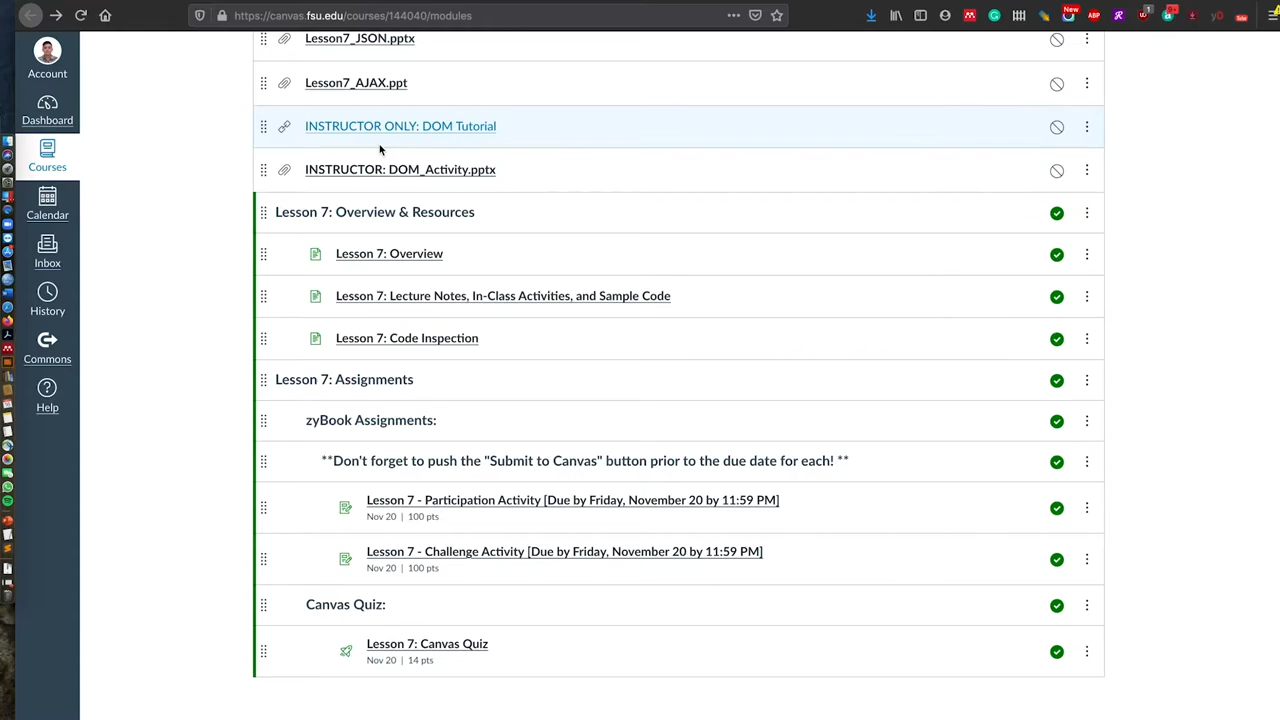 https://canvas.fsu.edu/courses/144040/modules
New
ABP
1
9+
yD
Account
Dashboard
Courses
Calendar
Inbox
History
Commons
Help
Lesson7_JSON.pptx
Lesson7_AJAX.ppt
INSTRUCTOR ONLY: DOM Tutorial
INSTRUCTOR: DOM_Activity.pptx
Lesson 7: Overview & Resources
Lesson 7: Overview
Lesson 7: Lecture Notes, In-Class Activities, and Sample Code
Lesson 7: Code Inspection
Lesson 7: Assignments
zyBook Assignments:
**Don't forget to push the "Submit to Canvas" button prior to the due date for each! **
Lesson 7 - Participation Activity [Due by Friday, November 20 by 11:59 PM]
Nov 20 | 100 pts
Lesson 7 - Challenge Activity [Due by Friday, November 20 by 11:59 PM]
Nov 20 | 100 pts
Canvas Quiz:
Lesson 7: Canvas Quiz
Nov 20 | 14 pts